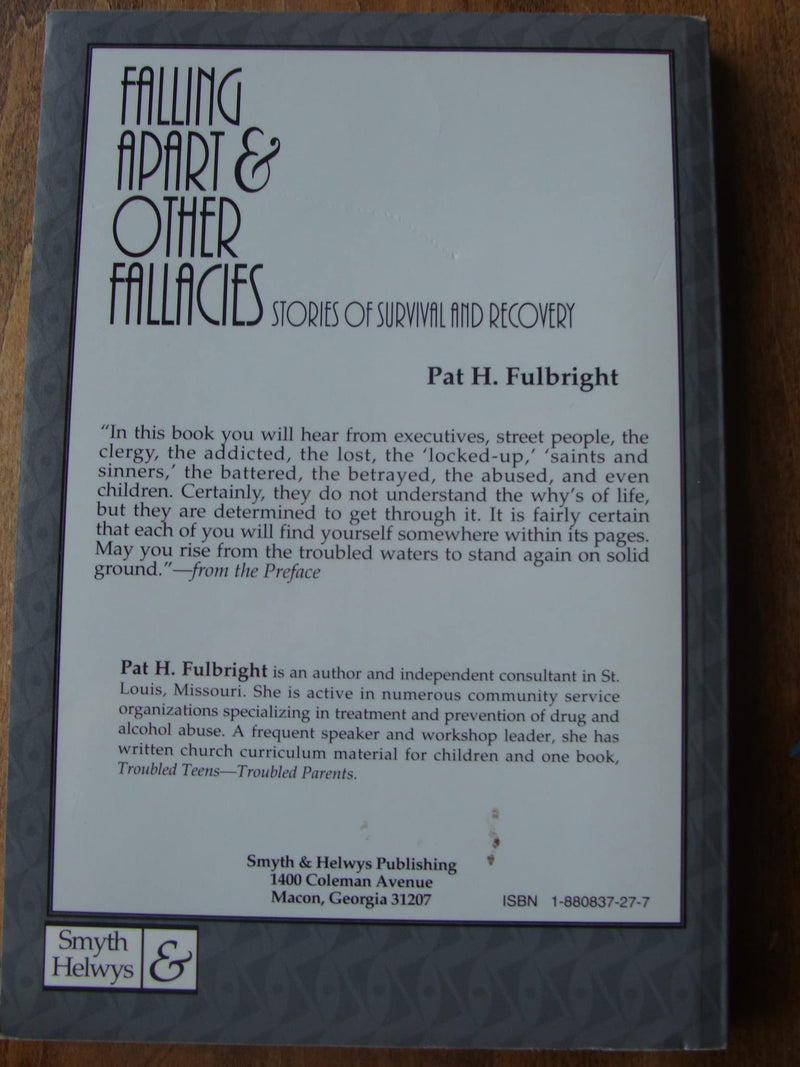 FALLING
APART &
OTHER
FALLACIES STORIES OF SURVIVAL AND RECOVERY
Pat H. Fulbright
“In this book you will hear from executives, street people, the
clergy, the addicted, the lost, the ‘locked-up,’ ‘saints and
sinners,’ the battered, the betrayed, the abused, and even
children. Certainly, they do not understand the why’s of life,
but they are determined to get through it. It is fairly certain
that each of you will find yourself somewhere within its pages.
May you rise from the troubled waters to stand again on solid
ground.”—from the Preface
Pat H. Fulbright is an author and independent consultant in St.
Louis, Missouri. She is active in numerous community service
organizations specializing in treatment and prevention of drug and
alcohol abuse. A frequent speaker and workshop leader, she has
written church curriculum material for children and one book,
Troubled Teens—Troubled Parents.
Smyth & Helwys Publishing
1400 Coleman Avenue
Macon, Georgia 31207
ISBN 1-880837-27-7
Smyth
Helwys &